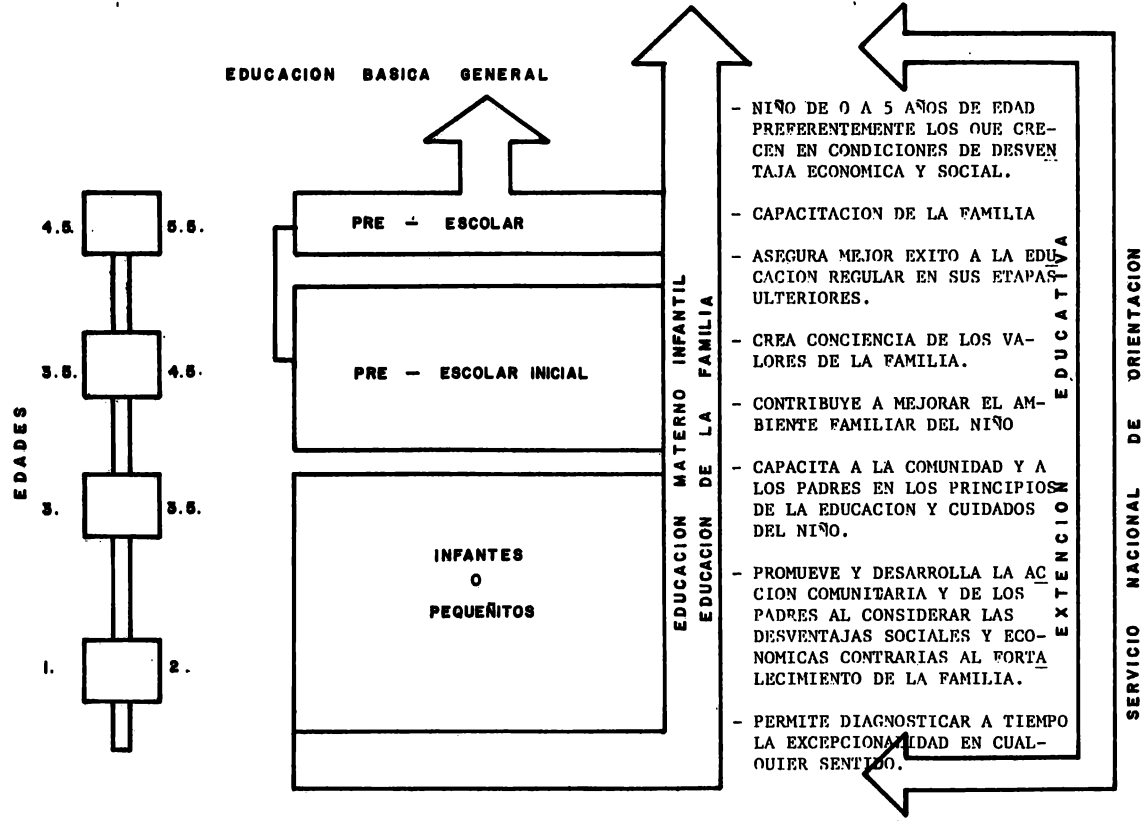 EDUCACION BASICA GENERAL
EDADES
4.5. 5.5.
3.5. 4.5.
3. 3.5.
1. 2.
PRE - ESCOLAR
PRE - ESCOLAR INICIAL
INFANTES
O
PEQUEÑITOS
EDUCACION MATERNO INFANTIL
EDUCACION DE LA FAMILIA
- NIÑO DE 0 A 5 AÑOS DE EDAD
PREFERENTEMENTE LOS QUE CRE-
CEN EN CONDICIONES DE DESVEN
TAJA ECONOMICA Y SOCIAL.
- CAPACITACION DE LA FAMILIA
- ASEGURA MEJOR EXITO A LA EDU
CACION REGULAR EN SUS ETAPAS
ULTERIORES.
- CREA CONCIENCIA DE LOS VA-
LORES DE LA FAMILIA.
- CONTRIBUYE A MEJORAR EL AM-
BIENTE FAMILIAR DEL NIÑO
- CAPACITA A LA COMUNIDAD Y A
LOS PADRES EN LOS PRINCIPIOS
DE LA EDUCACION Y CUIDADOS
DEL NIÑO.
- PROMUEVE Y DESARROLLA LA AC
CION COMUNITARIA Y DE LOS
PADRES AL CONSIDERAR LAS
DESVENTAJAS SOCIALES Y ECO-
NOMICAS CONTRARIAS AL FORTA
LECIMIENTO DE LA FAMILIA.
- PERMITE DIAGNOSTICAR A TIEMPO
LA EXCEPCIONALIDAD EN CUAL-
QUIER SENTIDO.
EXTENCION EDUCATIVA
SERVICIO NACIONAL DE ORIENTACION